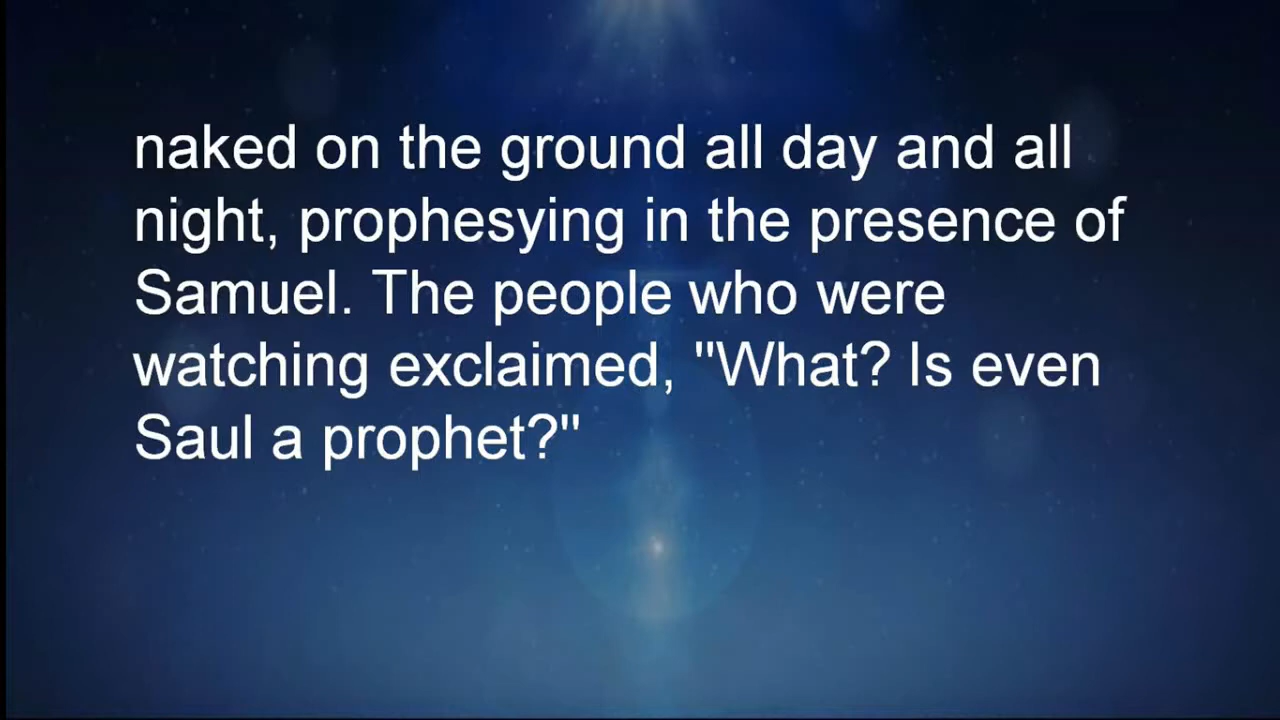 naked on the ground all day and all
night, prophesying in the presence of
Samuel. The people who were
watching exclaimed, "What? Is even
Saul a prophet?"